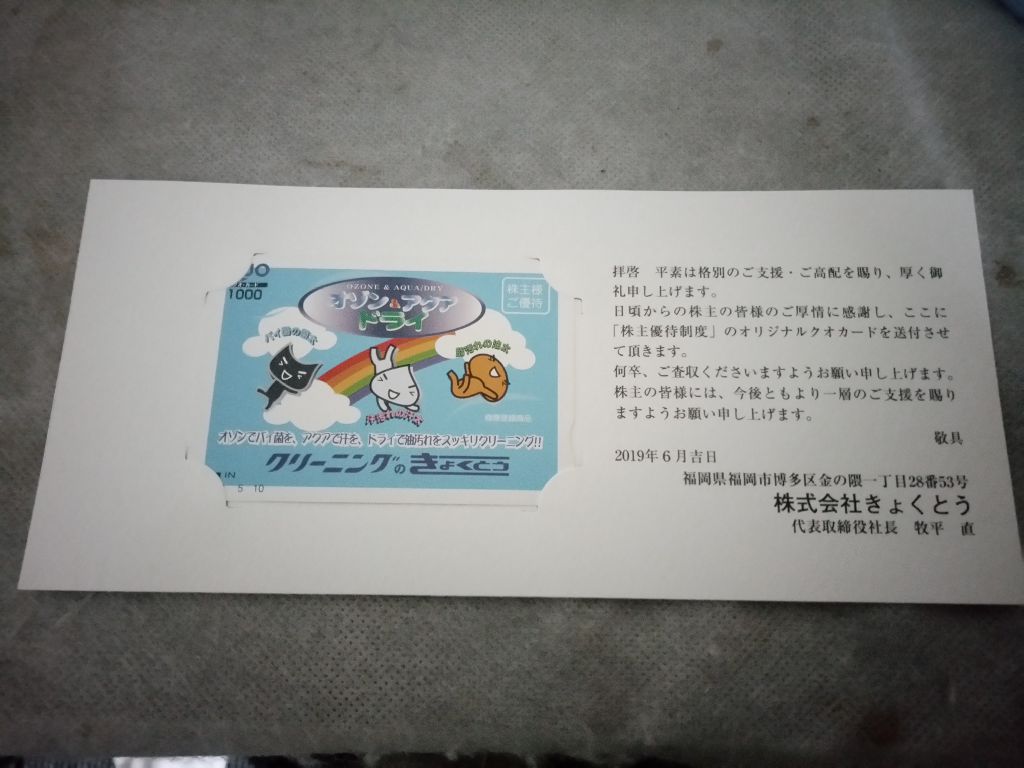 UO
カード
1000
OZONE & AQUA/DRY
オゾン&アクア
ドライ
株主様
ご優待
オゾンでバイ菌を、アクアで汗を、ドライで油汚れをスッキリクリーニング!!
クリーニングのきょくとう
IN
5 10
拝啓　平素は格別のご支援・ご高配を賜り、厚く御
礼申し上げます。
日頃からの株主の皆様のご厚情に感謝し、ここに
「株主優待制度」のオリジナルクオカードを送付させ
て頂きます。
何卒、ご査収くださいますようお願い申し上げます。
株主の皆様には、今後ともより一層のご支援を賜り
ますようお願い申し上げます。
敬具
2019年6月吉日
福岡県福岡市博多区金の隈一丁目28番53号
株式会社きょくとう
代表取締役社長　牧平　直